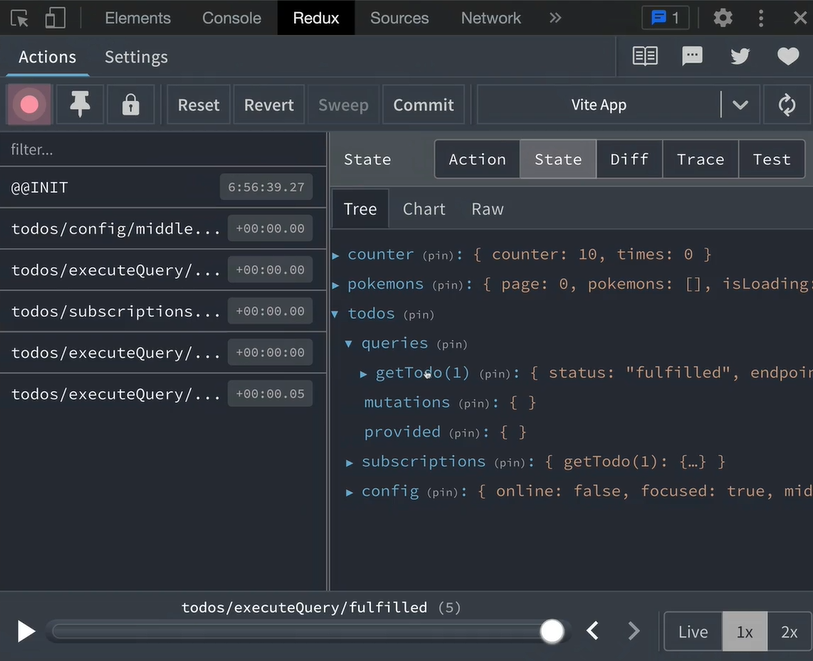 Elements Console Redux Sources Network » 1
Actions Settings
Reset Revert Sweep Commit Vite App
filter...
State Action State Diff Trace Test
@@INIT 6:56:39.27
Tree Chart Raw
todos/config/middle... +00:00.00
counter (pin): { counter: 10, times: 0 }
todos/executeQuery/... +00:00.00
pokemons (pin): { page: 0, pokemons: [], isLoading:
todos/subscriptions... +00:00.00
todos (pin)
queries (pin)
todos/executeQuery/... +00:00:00
getTodo(1) (pin): { status: "fulfilled", endpoin
todos/executeQuery/... +00:00.05
mutations (pin): { }
provided (pin): { }
subscriptions (pin): { getTodo(1): {…} }
config (pin): { online: false, focused: true, mid
todos/executeQuery/fulfilled (5)
Live 1x 2x